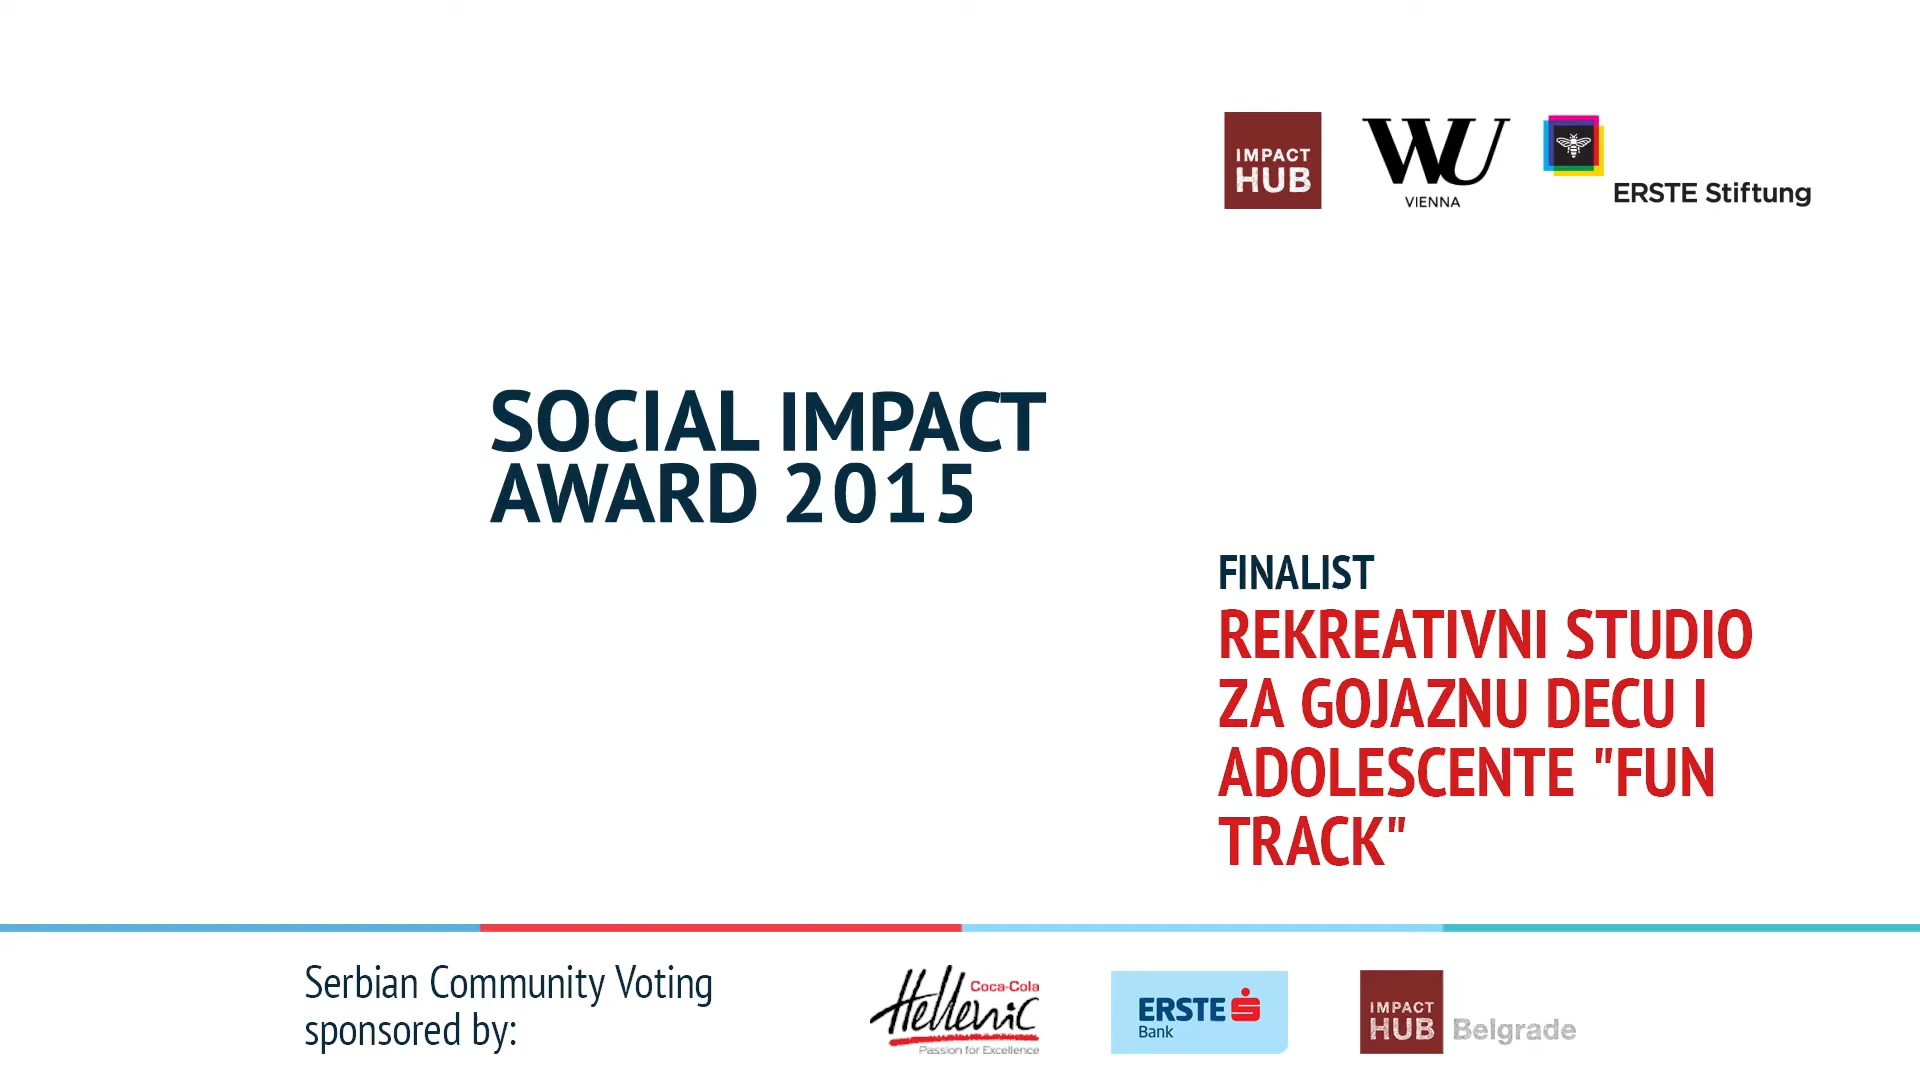 IMPACT
HUB
WU
VIENNA
ERSTE Stiftung
SOCIAL IMPACT
AWARD 2015
FINALIST
REKREATIVNI STUDIO
ZA GOJAZNU DECU I
ADOLESCENTE "FUN
TRACK"
Serbian Community Voting
sponsored by:
Coca-Cola
Hellenic
Passion for Excellence
ERSTE
Bank
IMPACT
HUB Belgrade